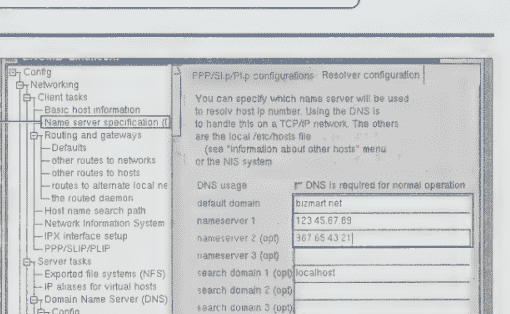 Config
Networking
Client tasks
Basic host information
Name server specification (
Routing and gateways
Defaults
other routes to networks
other routes to hosts
routes to alternate local ne
the routed daemon
Host name search path
Network Information System
IPX interface setup
PPP/SLIP/PLIP
Server tasks
Exported file systems (NFS)
IP aliases for virtual hosts
Domain Name Server (DNS)
Config
PPP/SLip/Plip configurations Resolver configuration
You can specify which name server will be used
to resolv host ip number. Using the DNS is
to handle this on a TCP/IP network. The others
are the local /etc/hosts file
(see "information about other hosts" menu
or the NIS system
DNS usage DNS is required for normal operation
default domain bizmart net
nameserver 1 123 45.67.89
nameserver 2 (opt) 987 65 43 21
nameserver 3 (opt)
search domain 1 (opt) localhost
search domain 2 (opt)
search domain 3 (opt)